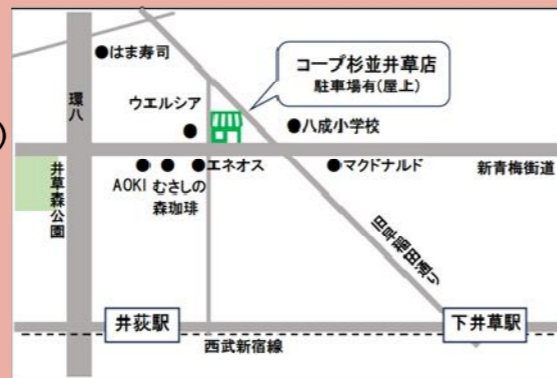 はま寿司
コープ杉並井草店
駐車場有(屋上)
環八
ウエルシア
八成小学校
エネオス
マクドナルド
新青梅街道
AOKI
むさしの
森珈琲
井草森公園
旧早稲田通り
井荻駅
下井草駅
西武新宿線